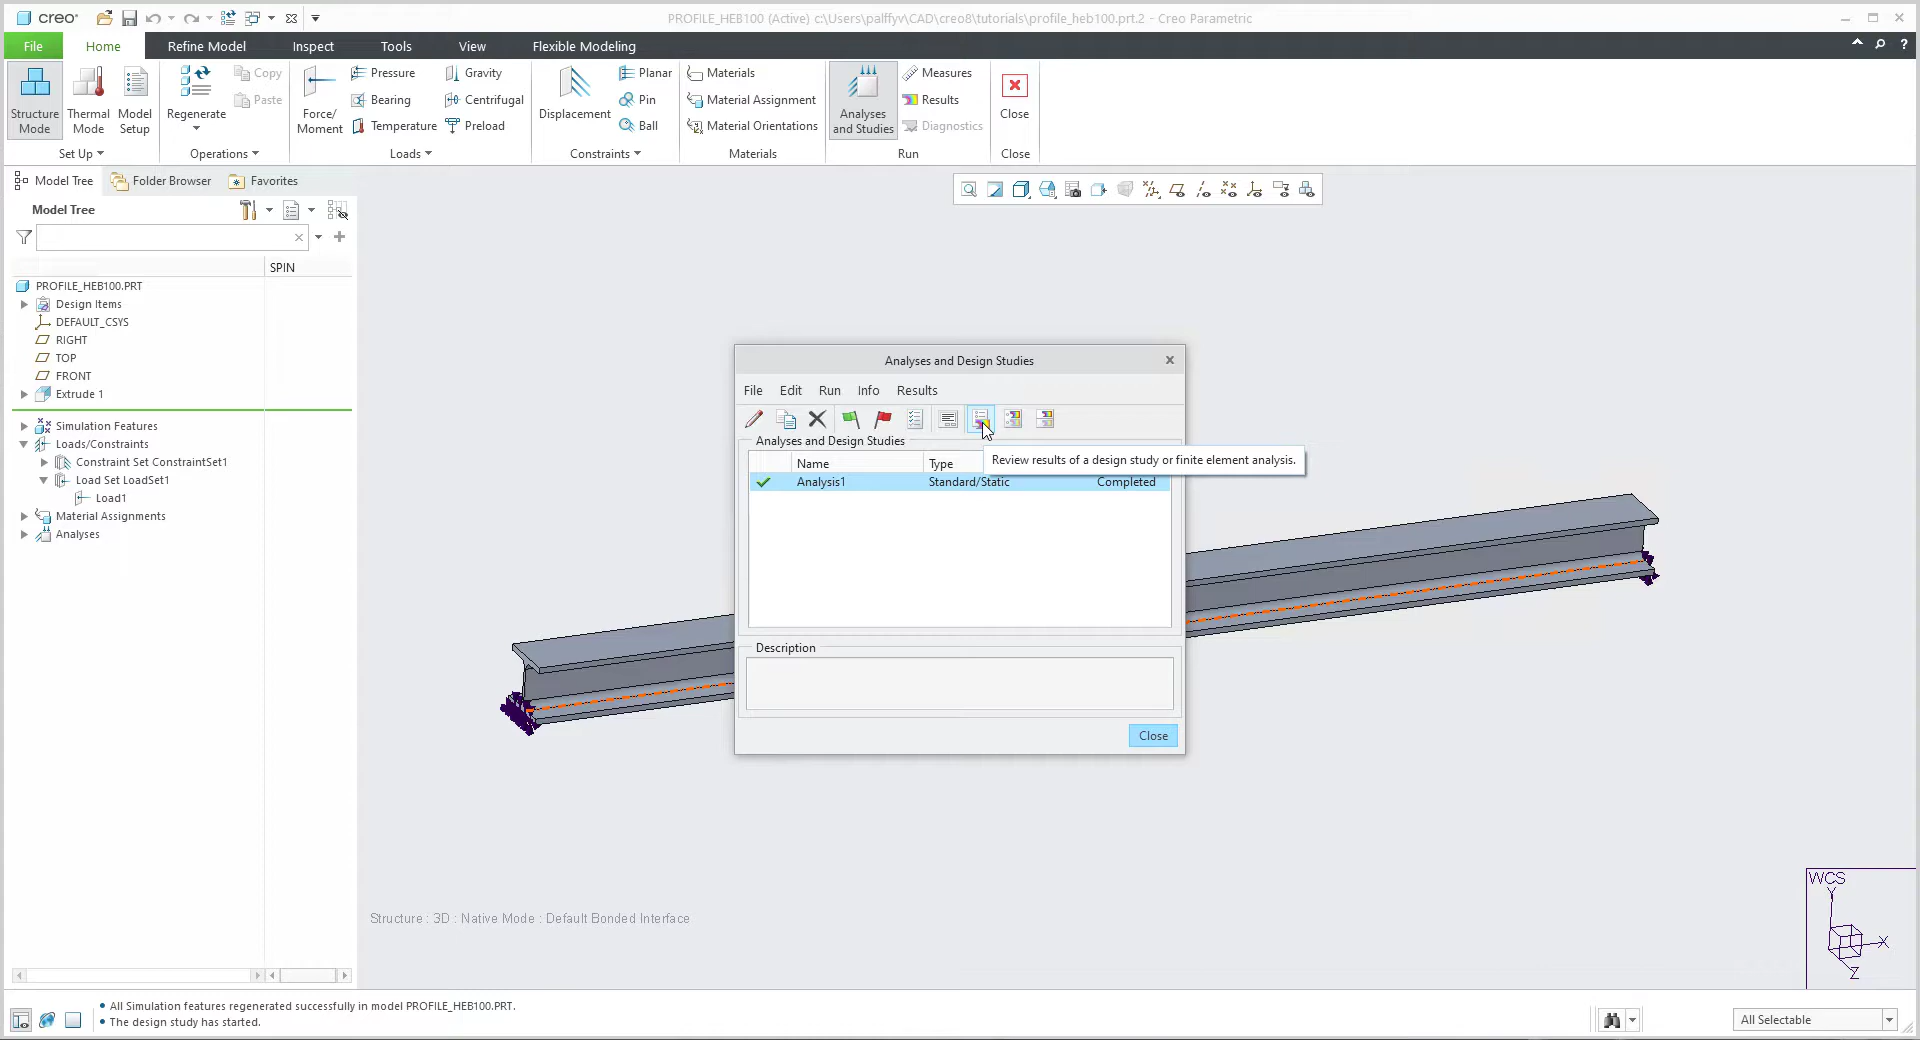 creo
PROFILE_HEB100 (Active) c:\Users\palffyv\CAD\creo8\tutorials\profile_heb100.prt.2 - Creo Parametric
File Home Refine Model Inspect Tools View Flexible Modeling
Structure Mode
Thermal Mode
Model Setup
Set Up
Regenerate
Copy
Paste
Operations
Force/ Moment
Pressure
Bearing
Temperature
Gravity
Centrifugal
Preload
Loads
Displacement
Planar
Pin
Ball
Constraints
Materials
Material Assignment
Material Orientations
Materials
Analyses and Studies
Measures
Results
Diagnostics
Run
Close
Close
Model Tree Folder Browser Favorites
Model Tree
SPIN
PROFILE_HEB100.PRT
Design Items
DEFAULT_CSYS
RIGHT
TOP
FRONT
Extrude 1
Simulation Features
Loads/Constraints
Constraint Set ConstraintSet1
Load Set LoadSet1
Load1
Material Assignments
Analyses
Analyses and Design Studies
File Edit Run Info Results
Analyses and Design Studies
Review results of a design study or finite element analysis.
Name Type
Analysis1 Standard/Static Completed
Description
Close
Structure : 3D : Native Mode : Default Bonded Interface
WCS
Y
X
Z
All Simulation features regenerated successfully in model PROFILE_HEB100.PRT.
The design study has started.
All Selectable